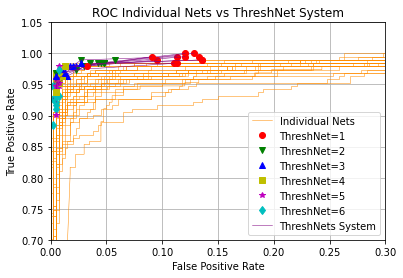 ROC Individual Nets vs ThreshNet System
1.05
1.00
0.95
0.90
0.85
0.80
0.75
0.70
True Positive Rate
Individual Nets
ThreshNet=1
ThreshNet=2
ThreshNet=3
ThreshNet=4
ThreshNet=5
ThreshNet=6
ThreshNets System
0.00 0.05 0.10 0.15 0.20 0.25 0.30
False Positive Rate